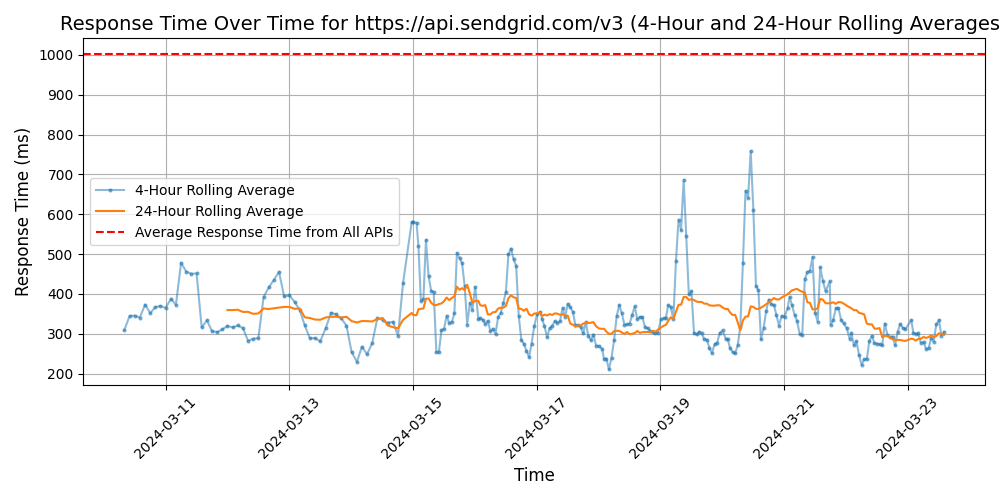 Response Time Over Time for https://api.sendgrid.com/v3 (4-Hour and 24-Hour Rolling Averages
Response Time (ms)
1000
900
800
700
600
500
400
300
200
4-Hour Rolling Average
24-Hour Rolling Average
Average Response Time from All APIs
2024-03-11
2024-03-13
2024-03-15
2024-03-17
2024-03-19
2024-03-21
2024-03-23
Time